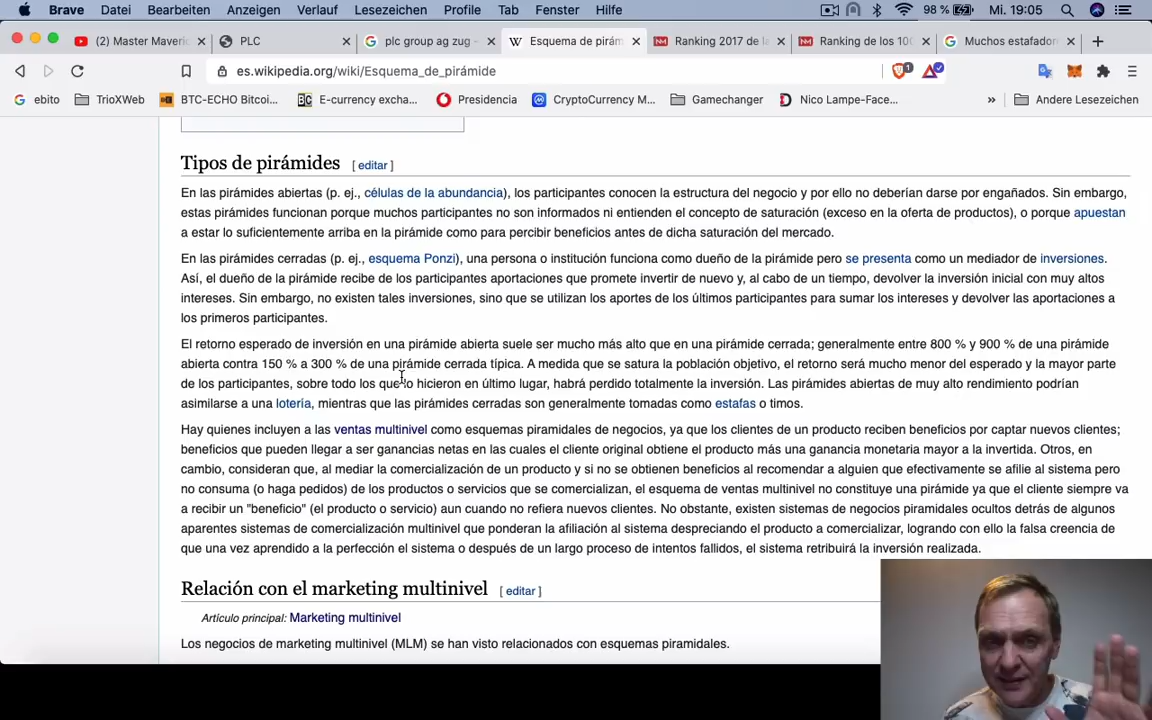 Brave Datei Bearbeiten Anzeigen Verlauf Lesezeichen Profile Tab Fenster Hilfe 98 % Mi. 19:05
(2) Master Maveric PLC plc group ag zug - Esquema de pirám Ranking 2017 de la Ranking de los 100 Muchos estafador
es.wikipedia.org/wiki/Esquema_de_pirámide 1
ebito TrioXWeb BTC-ECHO Bitcoi... E-currency excha... Presidencia CryptoCurrency M... Gamechanger Nico Lampe-Face... » Andere Lesezeichen
Tipos de pirámides [ editar ]
En las pirámides abiertas (p. ej., células de la abundancia), los participantes conocen la estructura del negocio y por ello no deberían darse por engañados. Sin embargo,
estas pirámides funcionan porque muchos participantes no son informados ni entienden el concepto de saturación (exceso en la oferta de productos), o porque apuestan
a estar lo suficientemente arriba en la pirámide como para percibir beneficios antes de dicha saturación del mercado.
En las pirámides cerradas (p. ej., esquema Ponzi), una persona o institución funciona como dueño de la pirámide pero se presenta como un mediador de inversiones.
Así, el dueño de la pirámide recibe de los participantes aportaciones que promete invertir de nuevo y, al cabo de un tiempo, devolver la inversión inicial con muy altos
intereses. Sin embargo, no existen tales inversiones, sino que se utilizan los aportes de los últimos participantes para sumar los intereses y devolver las aportaciones a
los primeros participantes.
El retorno esperado de inversión en una pirámide abierta suele ser mucho más alto que en una pirámide cerrada; generalmente entre 800 % y 900 % de una pirámide
abierta contra 150 % a 300 % de una pirámide cerrada típica. A medida que se satura la población objetivo, el retorno será mucho menor del esperado y la mayor parte
de los participantes, sobre todo los que lo hicieron en último lugar, habrá perdido totalmente la inversión. Las pirámides abiertas de muy alto rendimiento podrían
asimilarse a una lotería, mientras que las pirámides cerradas son generalmente tomadas como estafas o timos.
Hay quienes incluyen a las ventas multinivel como esquemas piramidales de negocios, ya que los clientes de un producto reciben beneficios por captar nuevos clientes;
beneficios que pueden llegar a ser ganancias netas en las cuales el cliente original obtiene el producto más una ganancia monetaria mayor a la invertida. Otros, en
cambio, consideran que, al mediar la comercialización de un producto y si no se obtienen beneficios al recomendar a alguien que efectivamente se afilie al sistema pero
no consuma (o haga pedidos) de los productos o servicios que se comercializan, el esquema de ventas multinivel no constituye una pirámide ya que el cliente siempre va
a recibir un "beneficio" (el producto o servicio) aun cuando no refiera nuevos clientes. No obstante, existen sistemas de negocios piramidales ocultos detrás de algunos
aparentes sistemas de comercialización multinivel que ponderan la afiliación al sistema despreciando el producto a comercializar, logrando con ello la falsa creencia de
que una vez aprendido a la perfección el sistema o después de un largo proceso de intentos fallidos, el sistema retribuirá la inversión realizada.
Relación con el marketing multinivel [ editar ]
Artículo principal: Marketing multinivel
Los negocios de marketing multinivel (MLM) se han visto relacionados con esquemas piramidales.